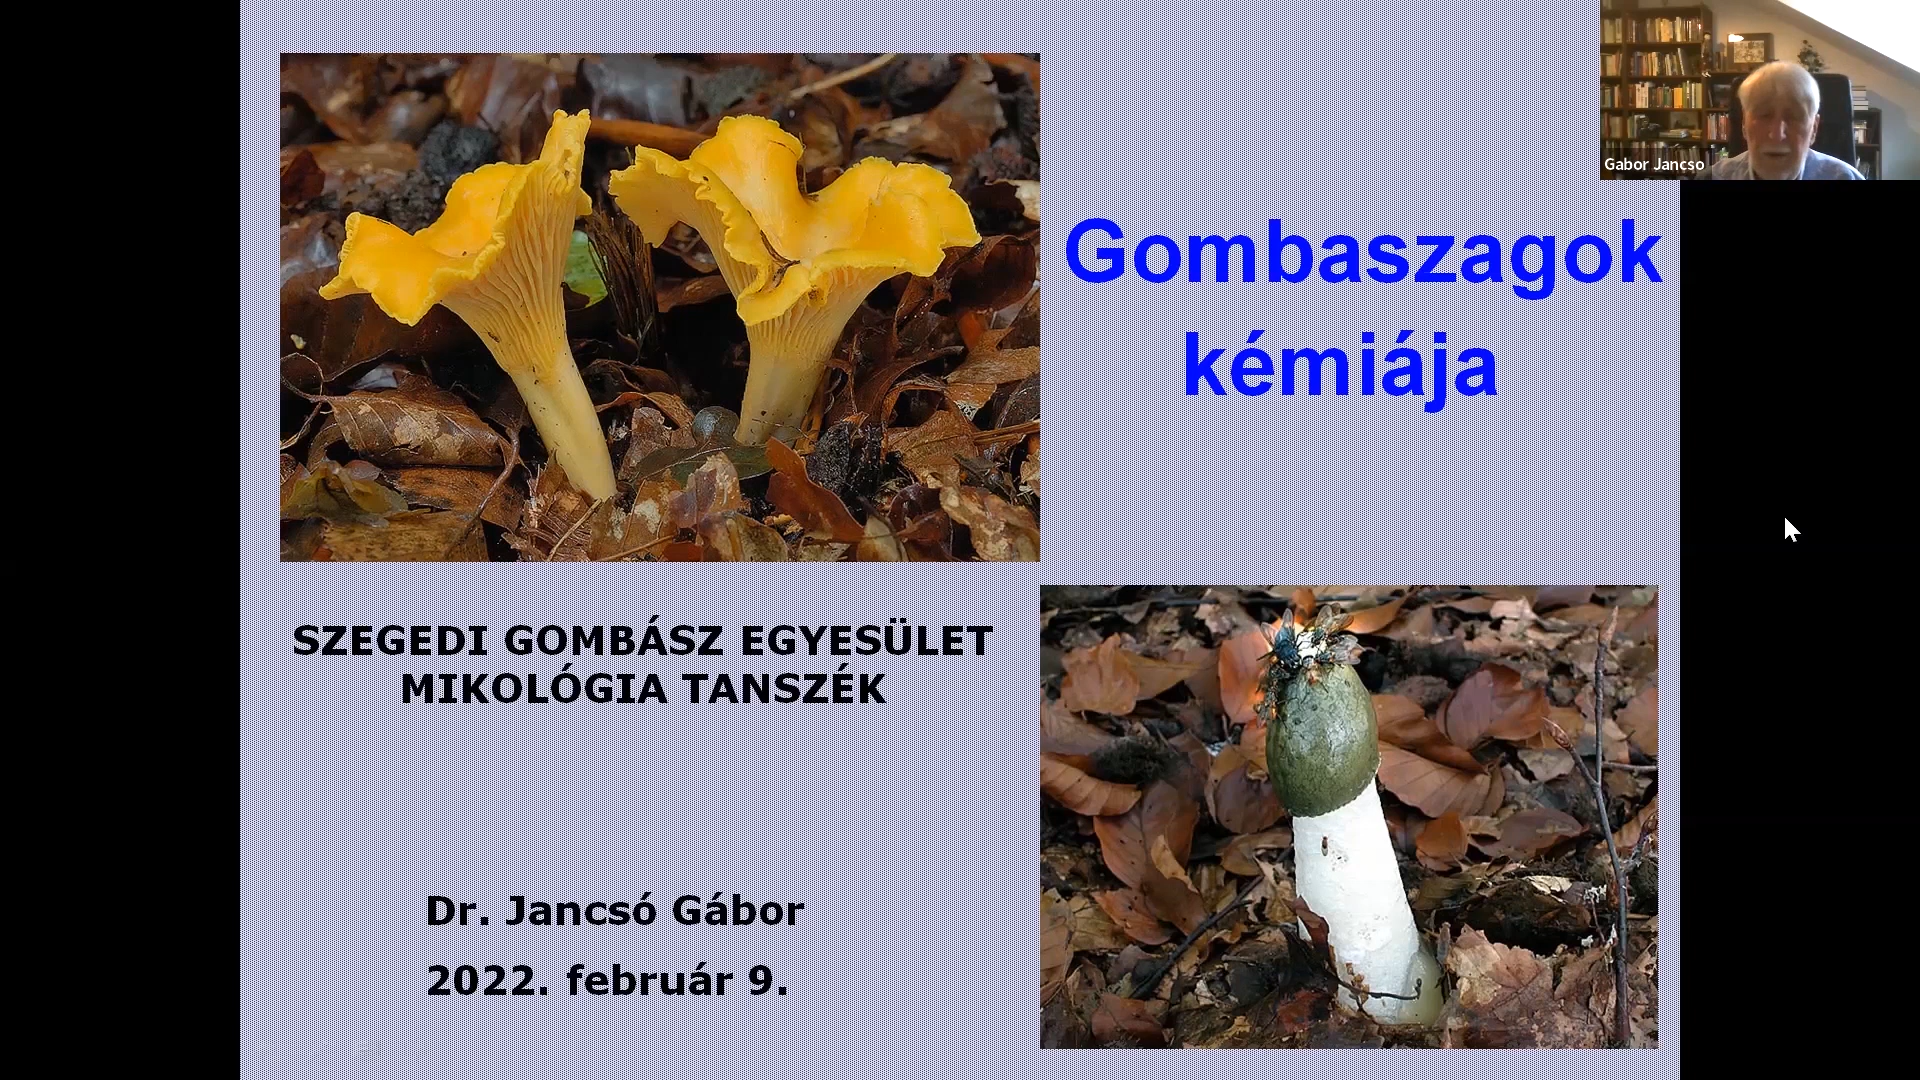 Gabor Jancso
Gombaszagok
kémiája
SZEGEDI GOMBÁSZ EGYESÜLET
MIKOLÓGIA TANSZÉK
Dr. Jancsó Gábor
2022. február 9.